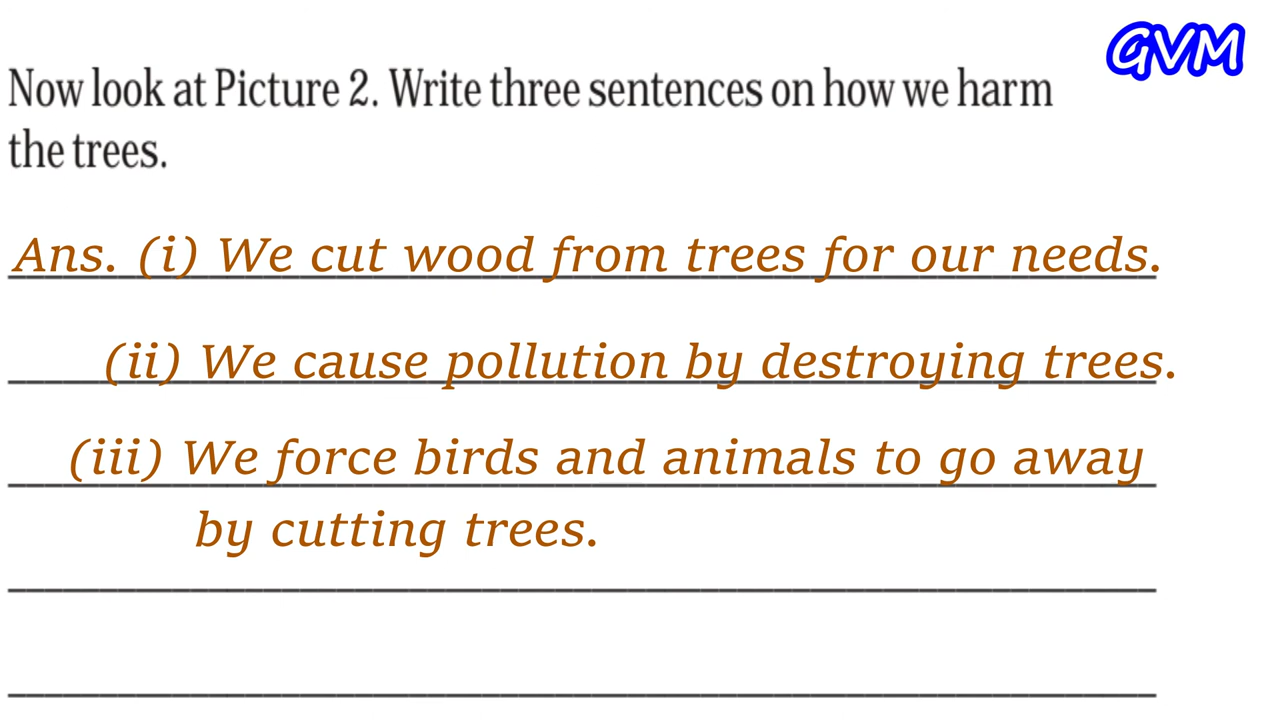 GVM
Now look at Picture 2. Write three sentences on how we harm
the trees.
Ans. (i) We cut wood from trees for our needs.
(ii) We cause pollution by destroying trees.
(iii) We force birds and animals to go away
by cutting trees.